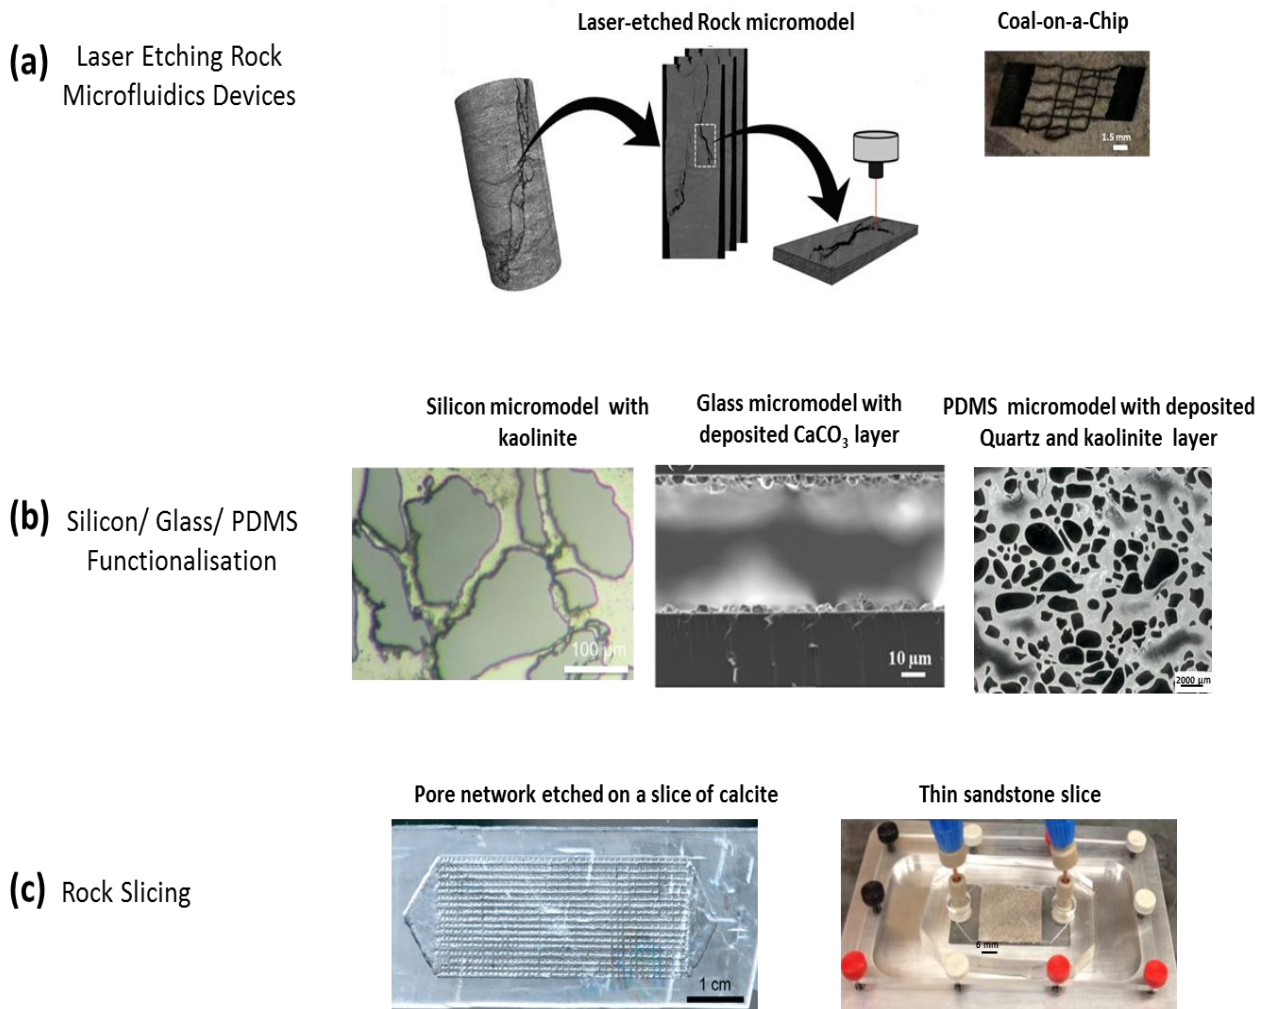 (a) Laser Etching Rock
Microfluidics Devices
Laser-etched Rock micromodel
Coal-on-a-Chip
1.5 mm
(b) Silicon/ Glass/ PDMS
Functionalisation
Silicon micromodel with
kaolinite
100 µm
Glass micromodel with
deposited CaCO₃ layer
10 µm
PDMS micromodel with deposited
Quartz and kaolinite layer
2000 µm
(c) Rock Slicing
Pore network etched on a slice of calcite
1 cm
Thin sandstone slice
6 mm